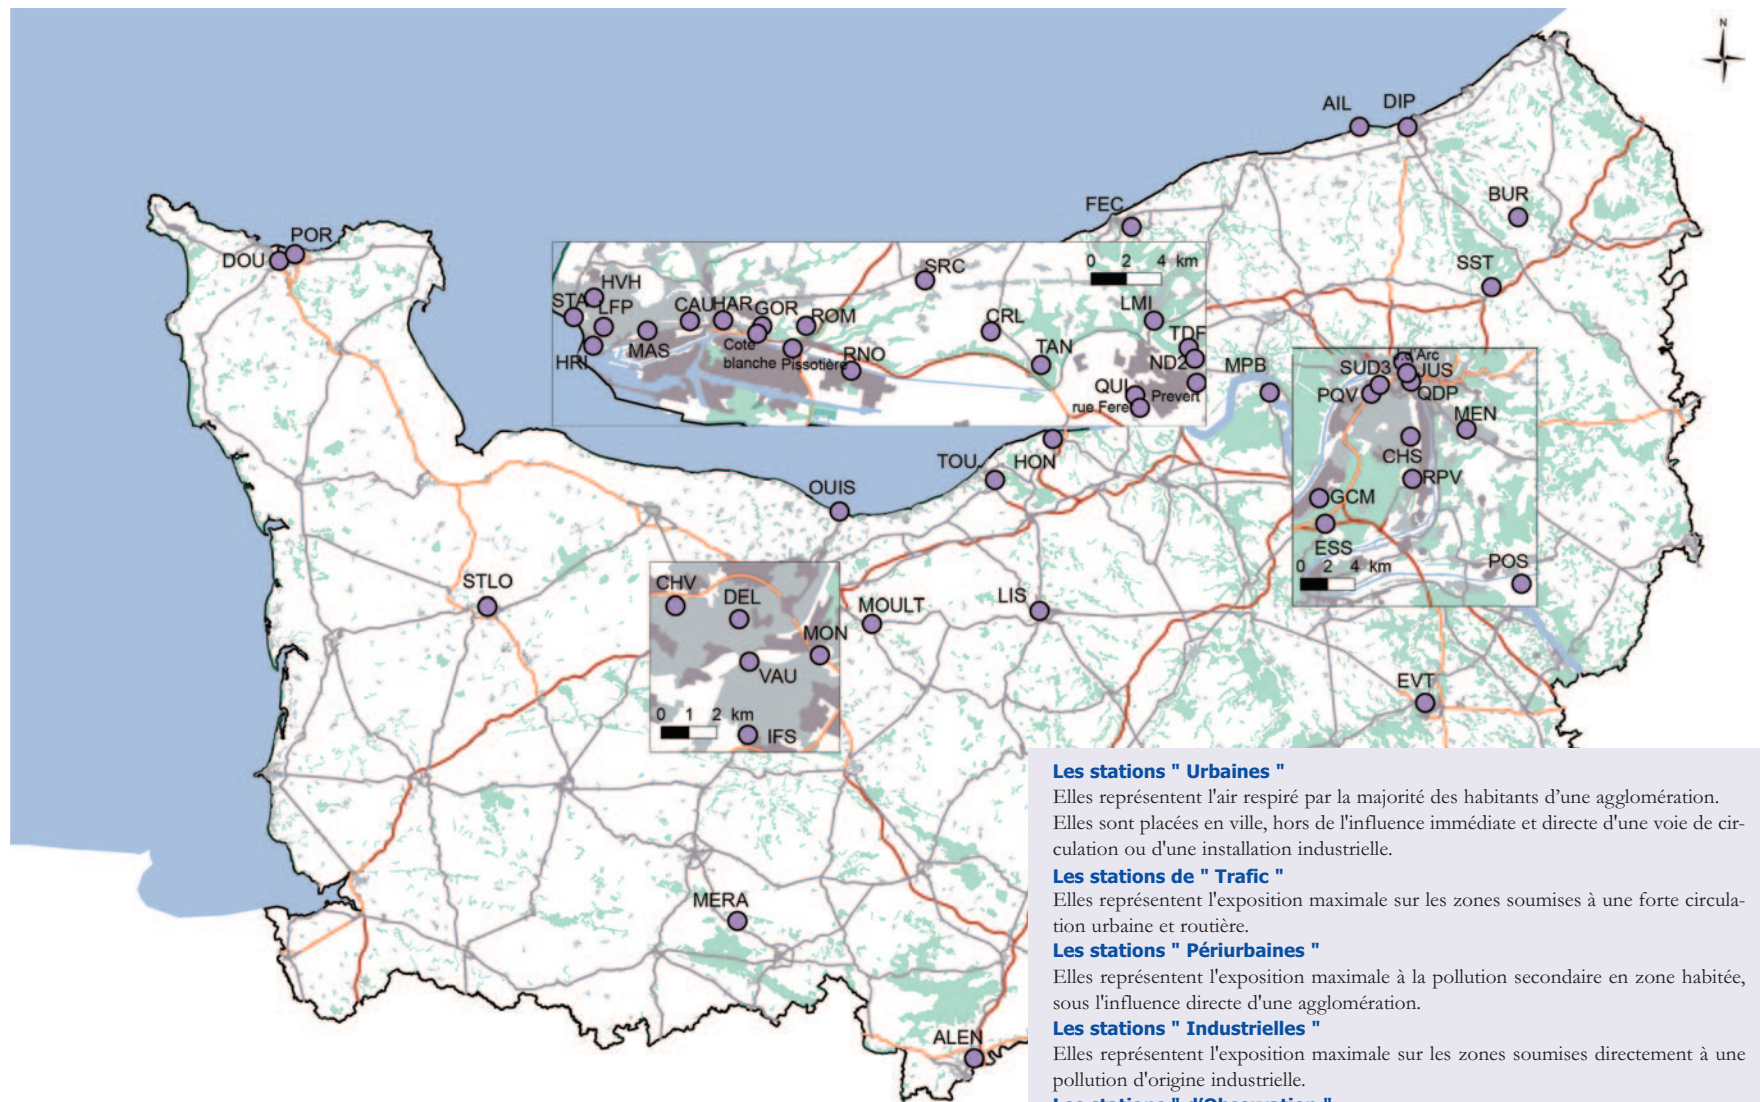 N
AIL DIP
BUR
FEC
POR
DOU
SST
0 2 4 km
SRC
HVH
STA
LFP
CAU HAR GOR ROM
LMI
CRL
TDF
HRI
MAS
Coté
blanche
Pissotière
RNO
TAN
ND2
QUI
Prevert
rue Fere
MPB
d'Arc
SUD3
JUS
PQV
QDP
MEN
CHS
RPV
GCM
ESS
0 2 4 km
POS
TOU
HON
OUIS
STLO
CHV
DEL
MON
VAU
0 1 2 km
IFS
MOULT
LIS
EVT
MERA
ALEN
Les stations " Urbaines "
Elles représentent l'air respiré par la majorité des habitants d’une agglomération.
Elles sont placées en ville, hors de l'influence immédiate et directe d'une voie de cir-
culation ou d'une installation industrielle.
Les stations de " Trafic "
Elles représentent l'exposition maximale sur les zones soumises à une forte circula-
tion urbaine et routière.
Les stations " Périurbaines "
Elles représentent l'exposition maximale à la pollution secondaire en zone habitée,
sous l'influence directe d'une agglomération.
Les stations " Industrielles "
Elles représentent l'exposition maximale sur les zones soumises directement à une
pollution d'origine industrielle.
Les stations " d’Observation "